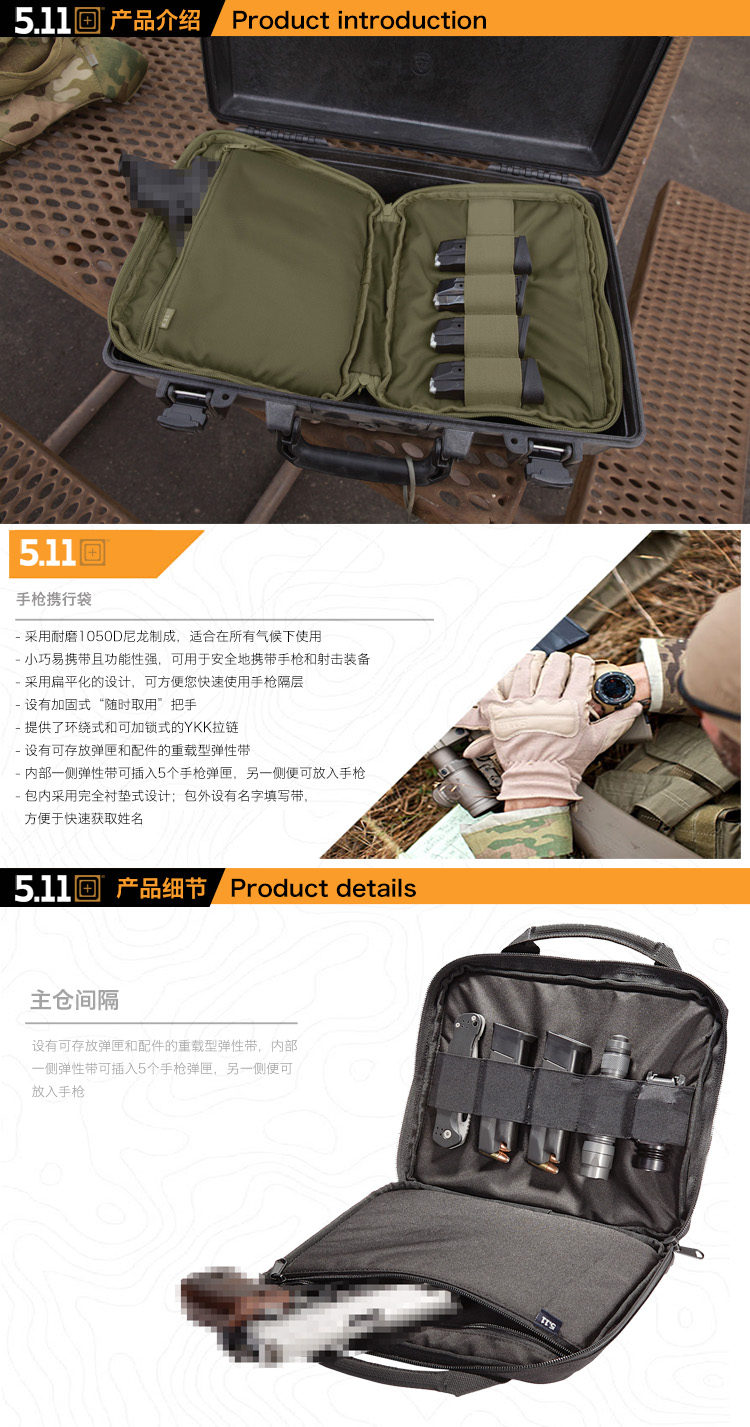 5.11 产品介绍 Product introduction
5.11
手枪携行袋
- 采用耐磨1050D尼龙制成，适合在所有气候下使用
- 小巧易携带且功能性强，可用于安全地携带手枪和射击装备
- 采用扁平化的设计，可方便您快速使用手枪隔层
- 设有加固式“随时取用”把手
- 提供了环绕式和可加锁式的YKK拉链
- 设有可存放弹匣和配件的重载型弹性带
- 内部一侧弹性带可插入5个手枪弹匣，另一侧便可放入手枪
- 包内采用完全衬垫式设计；包外设有名字填写带，
方便于快速获取姓名
5.11 产品细节 Product details
主仓间隔
设有可存放弹匣和配件的重载型弹性带，内部
一侧弹性带可插入5个手枪弹匣，另一侧便可
放入手枪
5.11